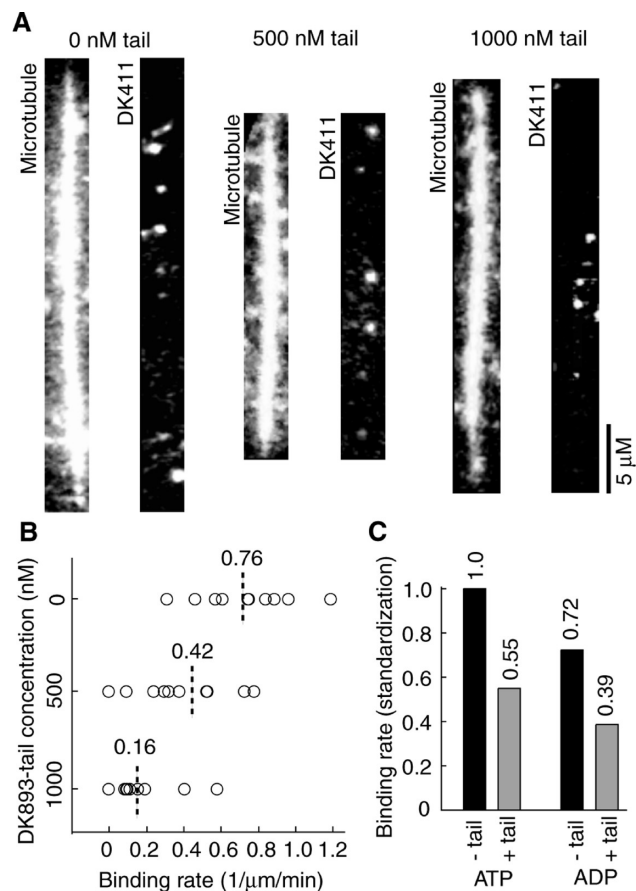 A
0 nM tail
500 nM tail
1000 nM tail
Microtubule
DK411
Microtubule
DK411
Microtubule
DK411
5 μM
B
DK893-tail concentration (nM)
0
500
1000
0.76
0.42
0.16
0 0.2 0.4 0.6 0.8 1.0 1.2
Binding rate (1/μm/min)
C
Binding rate (standardization)
1.0
0.8
0.6
0.4
0.2
0
1.0
0.55
0.72
0.39
- tail
+ tail
- tail
+ tail
ATP
ADP